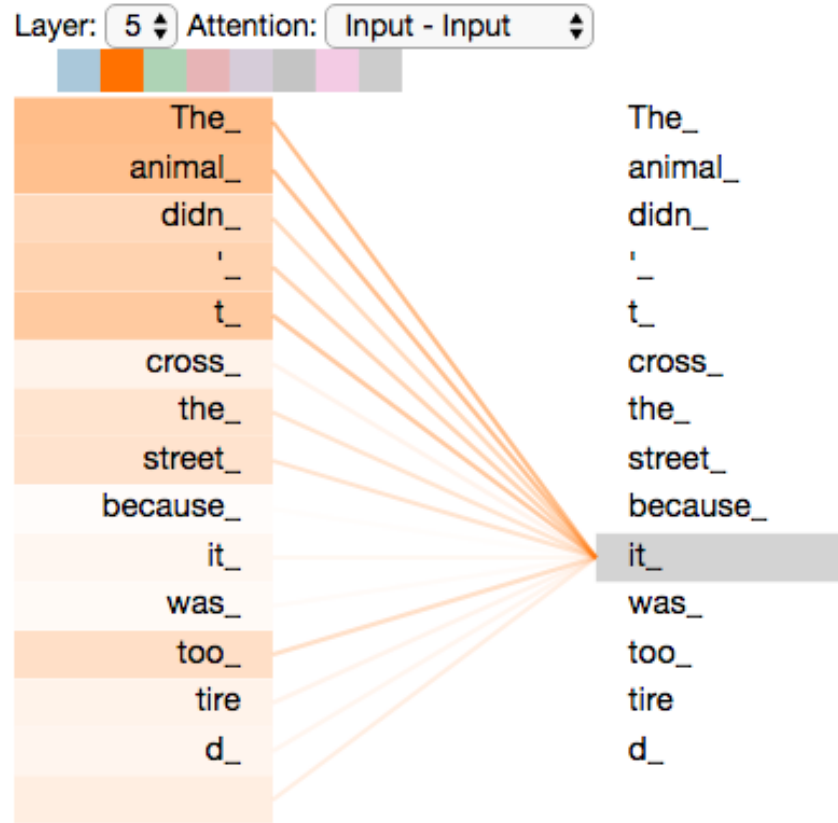 Layer: 5 Attention: Input - Input
The_ The_
animal_ animal_
didn_ didn_
'_ '_
t_ t_
cross_ cross_
the_ the_
street_ street_
because_ because_
it_ it_
was_ was_
too_ too_
tire tire
d_ d_